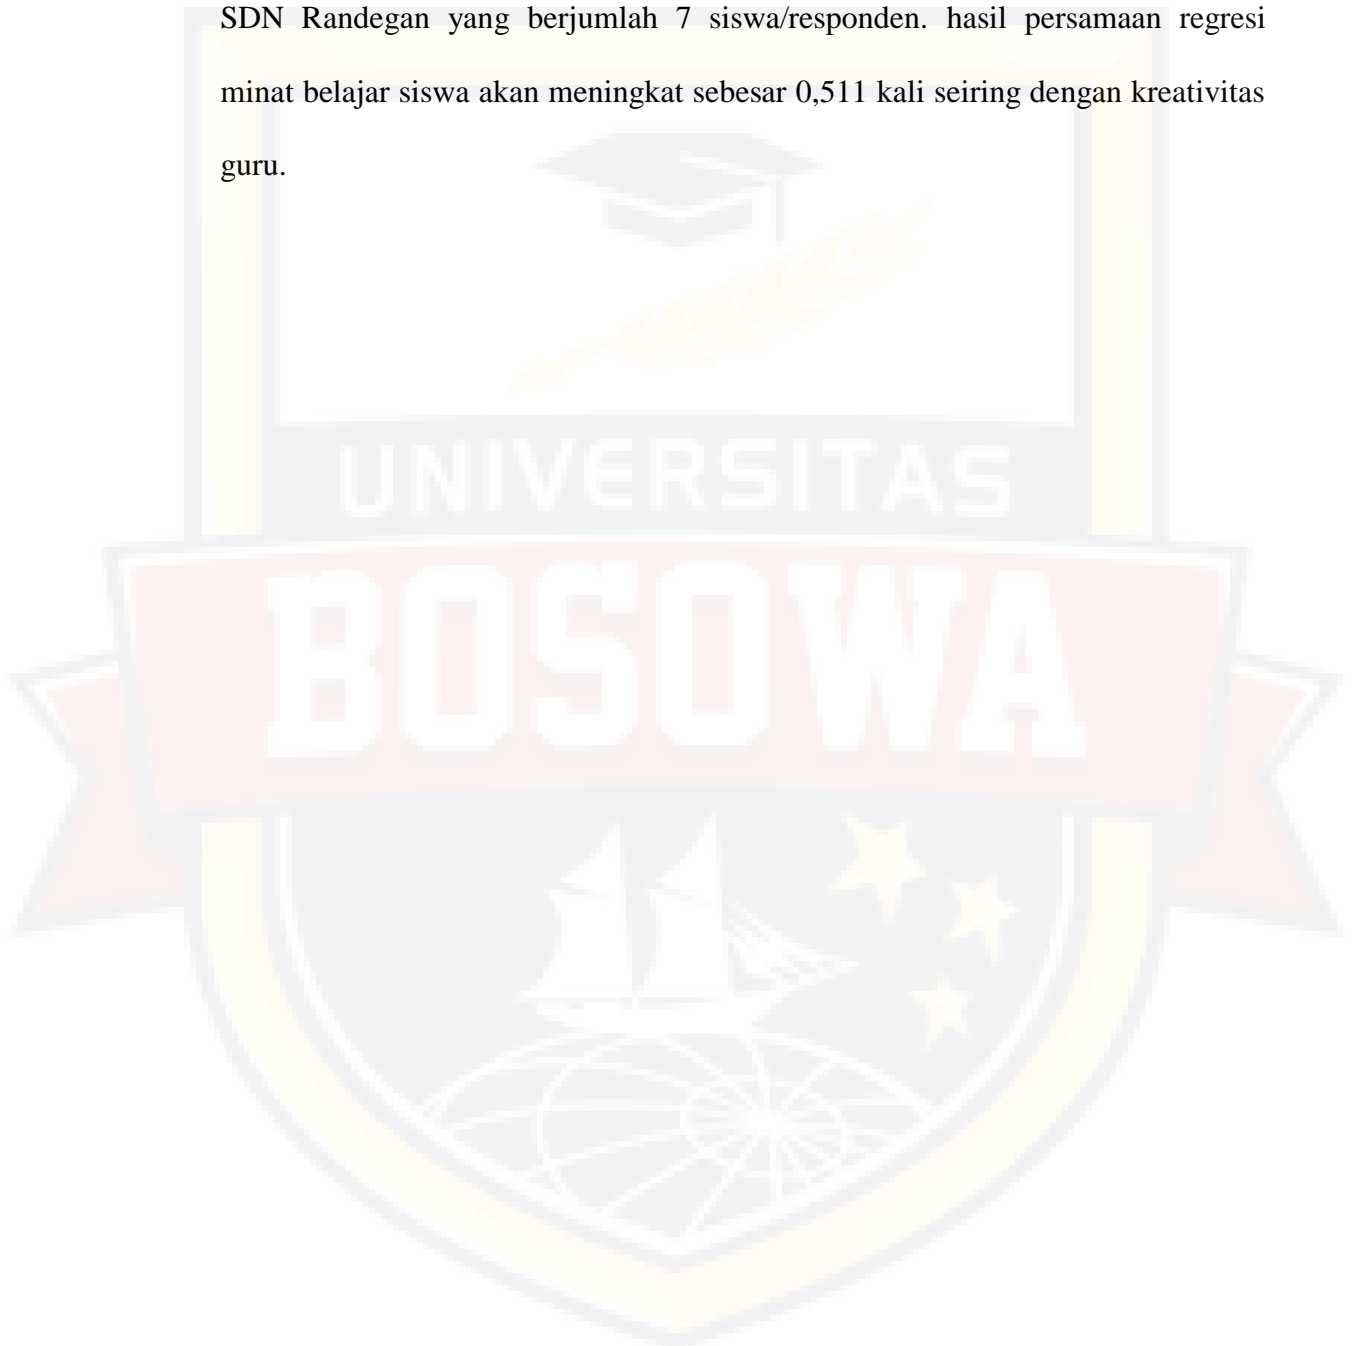 SDN Randegan yang berjumlah 7 siswa/responden. hasil persamaan regresi
minat belajar siswa akan meningkat sebesar 0,511 kali seiring dengan kreativitas
guru.
UNIVERSITAS
BOSOWA